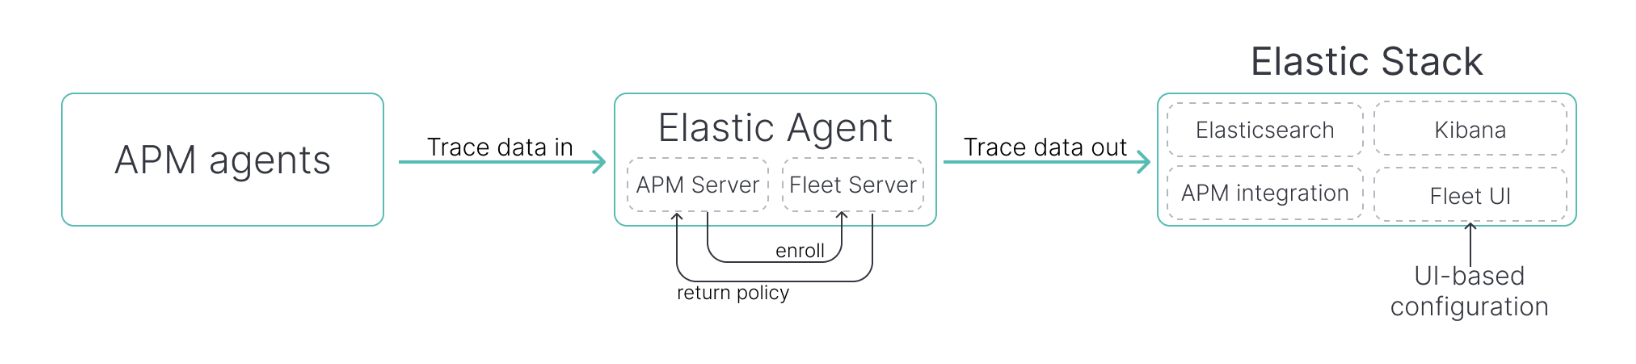 Elastic Stack
APM agents
Trace data in
Elastic Agent
APM Server
Fleet Server
enroll
return policy
Trace data out
Elasticsearch
Kibana
APM integration
Fleet UI
UI-based
configuration